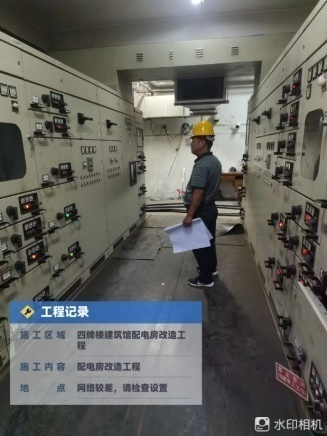 工程记录
施工区域 四牌楼建筑馆配电房改造工
程
施工内容 配电房改造工程
地 点 网络较差，请检查设置
水印相机